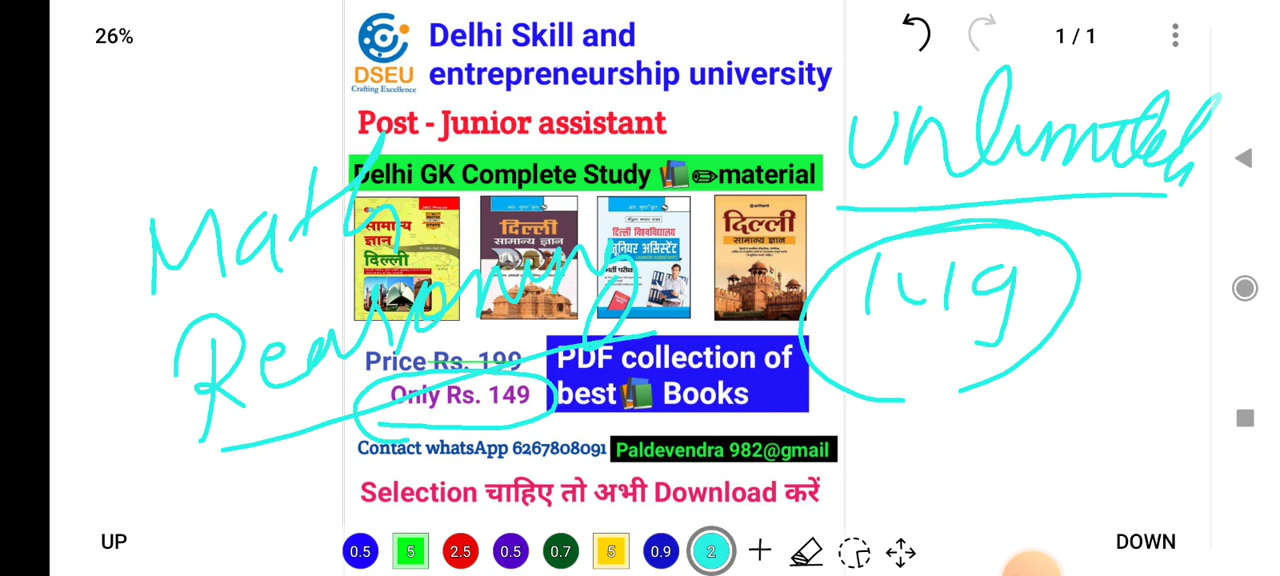 26%
1 / 1
DSEU
Crafting Excellence
Delhi Skill and
entrepreneurship university
Post - Junior assistant
unlimited
Delhi GK Complete Study material
Math
Reasoning
सामान्य
ज्ञान
दिल्ली
दिल्ली
सामान्य ज्ञान
दिल्ली विश्वविद्यालय
जूनियर असिस्टेंट
दिल्ली
सामान्य ज्ञान
149
Price Rs. 199
Only Rs. 149
PDF collection of
best Books
Contact whatsApp 6267808091
Paldevendra 982@gmail
Selection चाहिए तो अभी Download करें
UP
0.5 5 2.5 0.5 0.7 5 0.9 2
DOWN